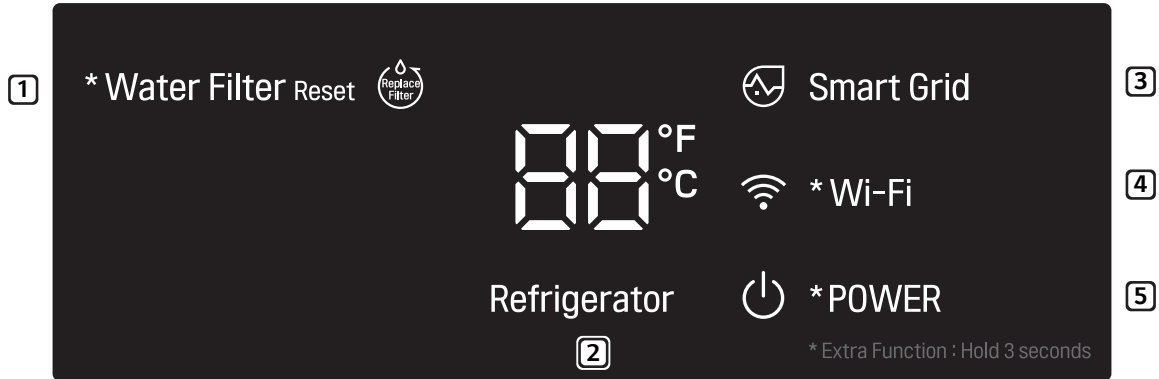 1
* Water Filter Reset
Replace
Filter
88 °F
°C
Refrigerator
2
Smart Grid
3
* Wi-Fi
4
* POWER
5
* Extra Function : Hold 3 seconds